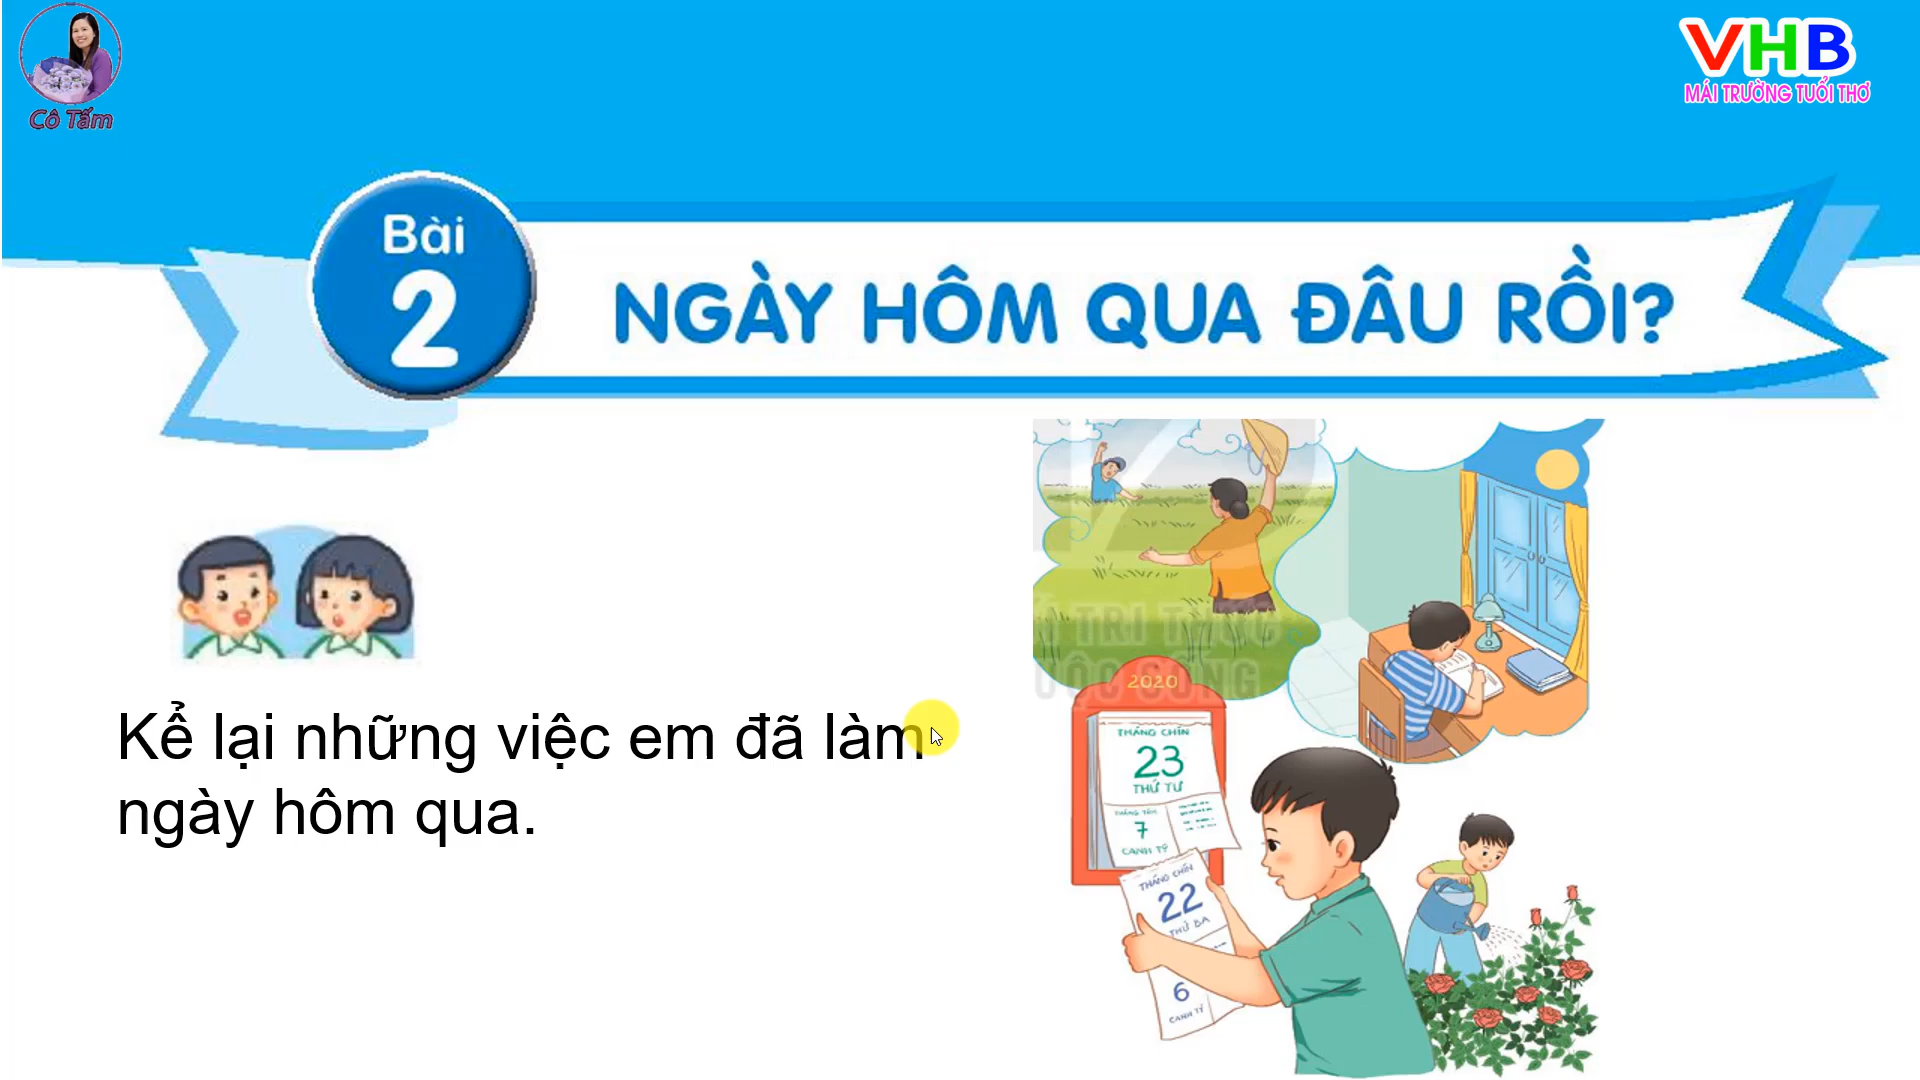 Cô Tấm
VHB
MÁI TRƯỜNG TUỔI THƠ
Bài
2
NGÀY HÔM QUA ĐÂU RỒI?
Kể lại những việc em đã làm
ngày hôm qua.
2020
THÁNG CHÍN
23
THỨ TƯ
7
CANH TÝ
THÁNG CHÍN
22
THỨ BA
6
CANH TÝ